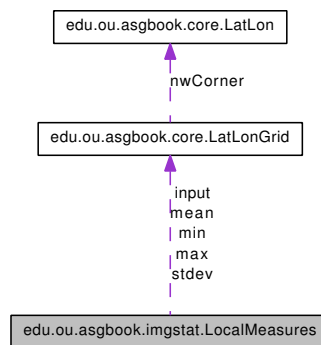 edu.ou.asgbook.core.LatLon
nwCorner
edu.ou.asgbook.core.LatLonGrid
input
mean
min
max
stdev
edu.ou.asgbook.imgstat.LocalMeasures